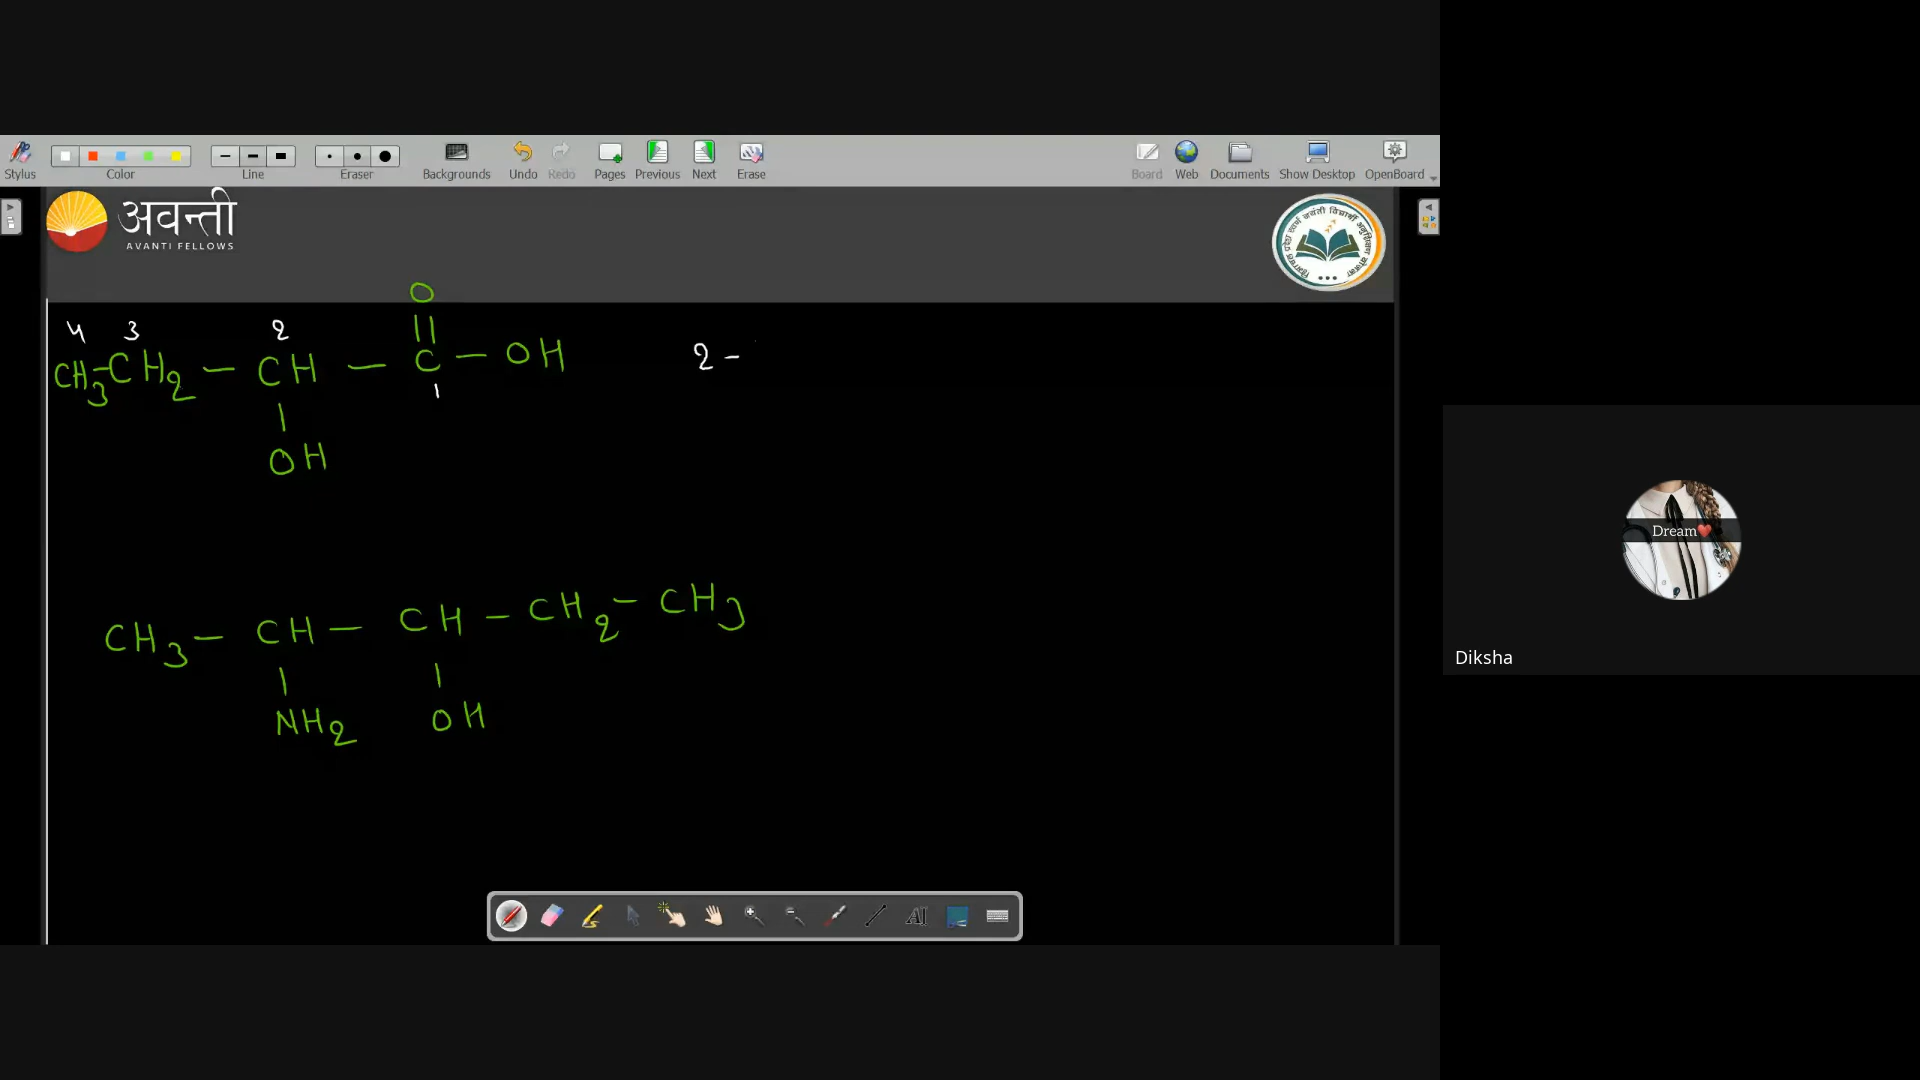 Stylus Color Line Eraser Backgrounds Undo Redo Pages Previous Next Erase Board Web Documents Show Desktop OpenBoard
अवन्ती
AVANTI FELLOWS
O
4 3 2
||
CH3-CH2 — CH — C — OH 2 -
1
|
OH
CH3 — CH — CH — CH2 — CH3
| |
NH2 OH
AI
Dream❤️
Diksha